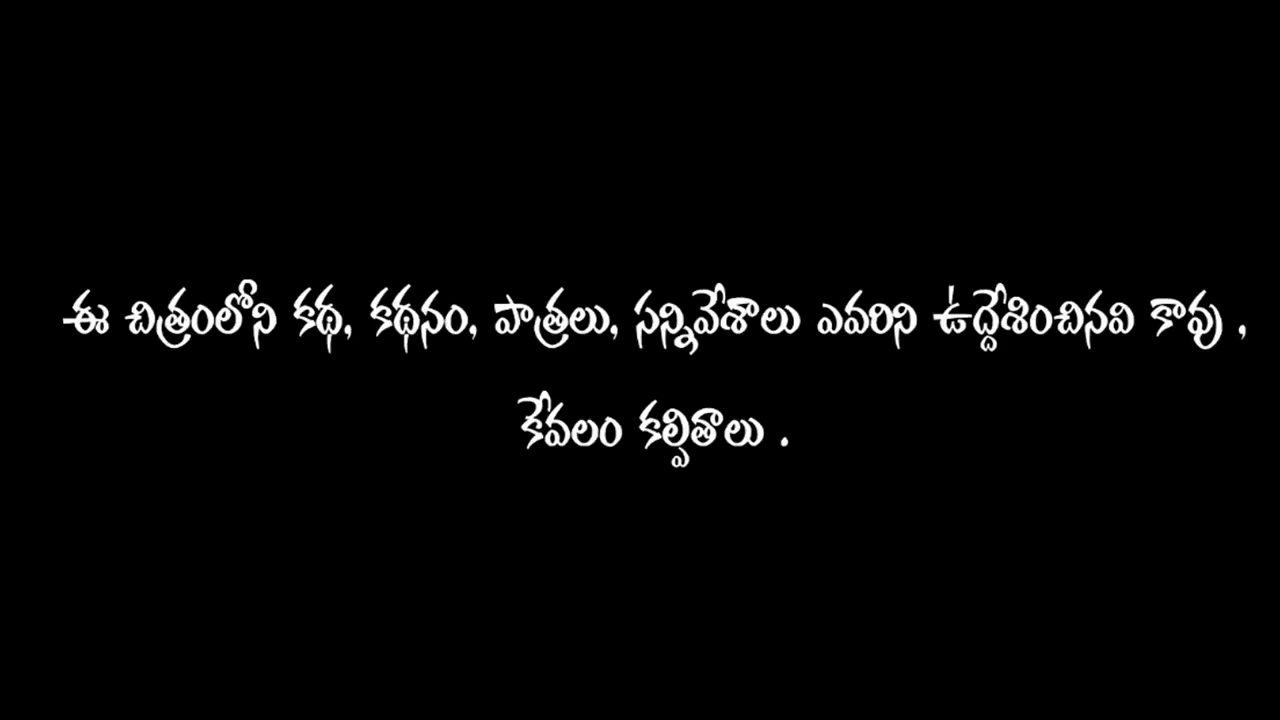 ఈ చిత్రంలోని కథ, కథనం, పాత్రలు, సన్నివేశాలు ఎవరిని ఉద్దేశించినవి కావు ,
కేవలం కల్పితాలు .